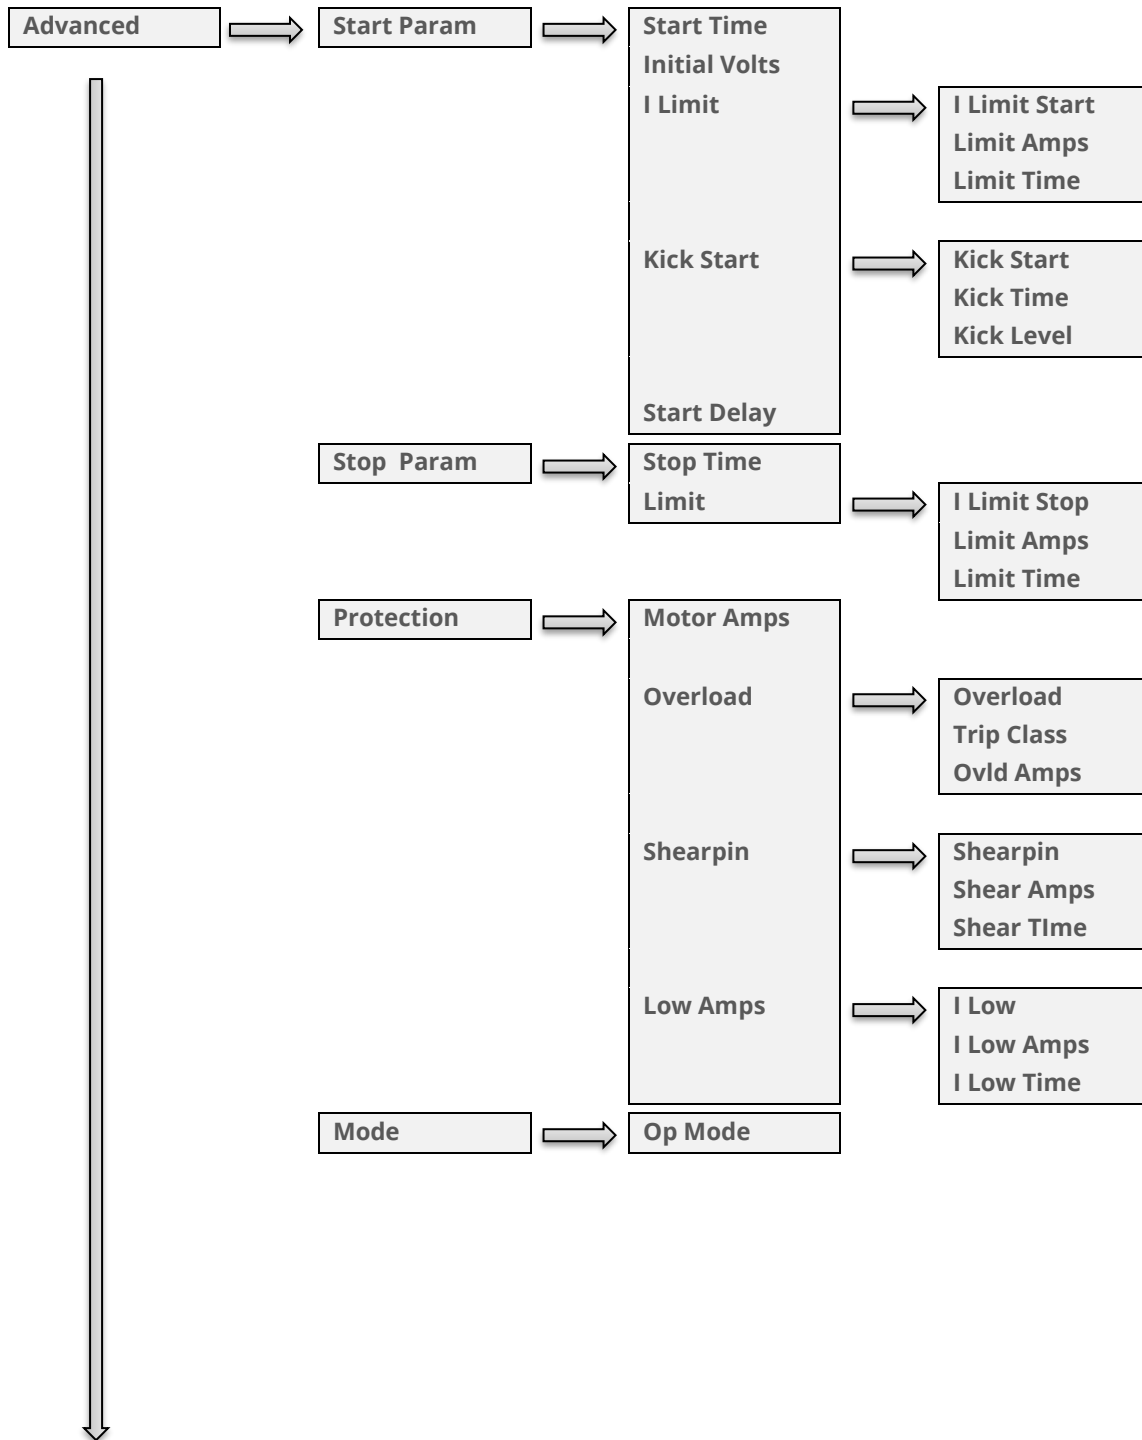 Advanced
Start Param
Start Time
Initial Volts
I Limit
I Limit Start
Limit Amps
Limit Time
Kick Start
Kick Start
Kick Time
Kick Level
Start Delay
Stop  Param
Stop Time
Limit
I Limit Stop
Limit Amps
Limit Time
Protection
Motor Amps
Overload
Overload
Trip Class
Ovld Amps
Shearpin
Shearpin
Shear Amps
Shear TIme
Low Amps
I Low
I Low Amps
I Low Time
Mode
Op Mode